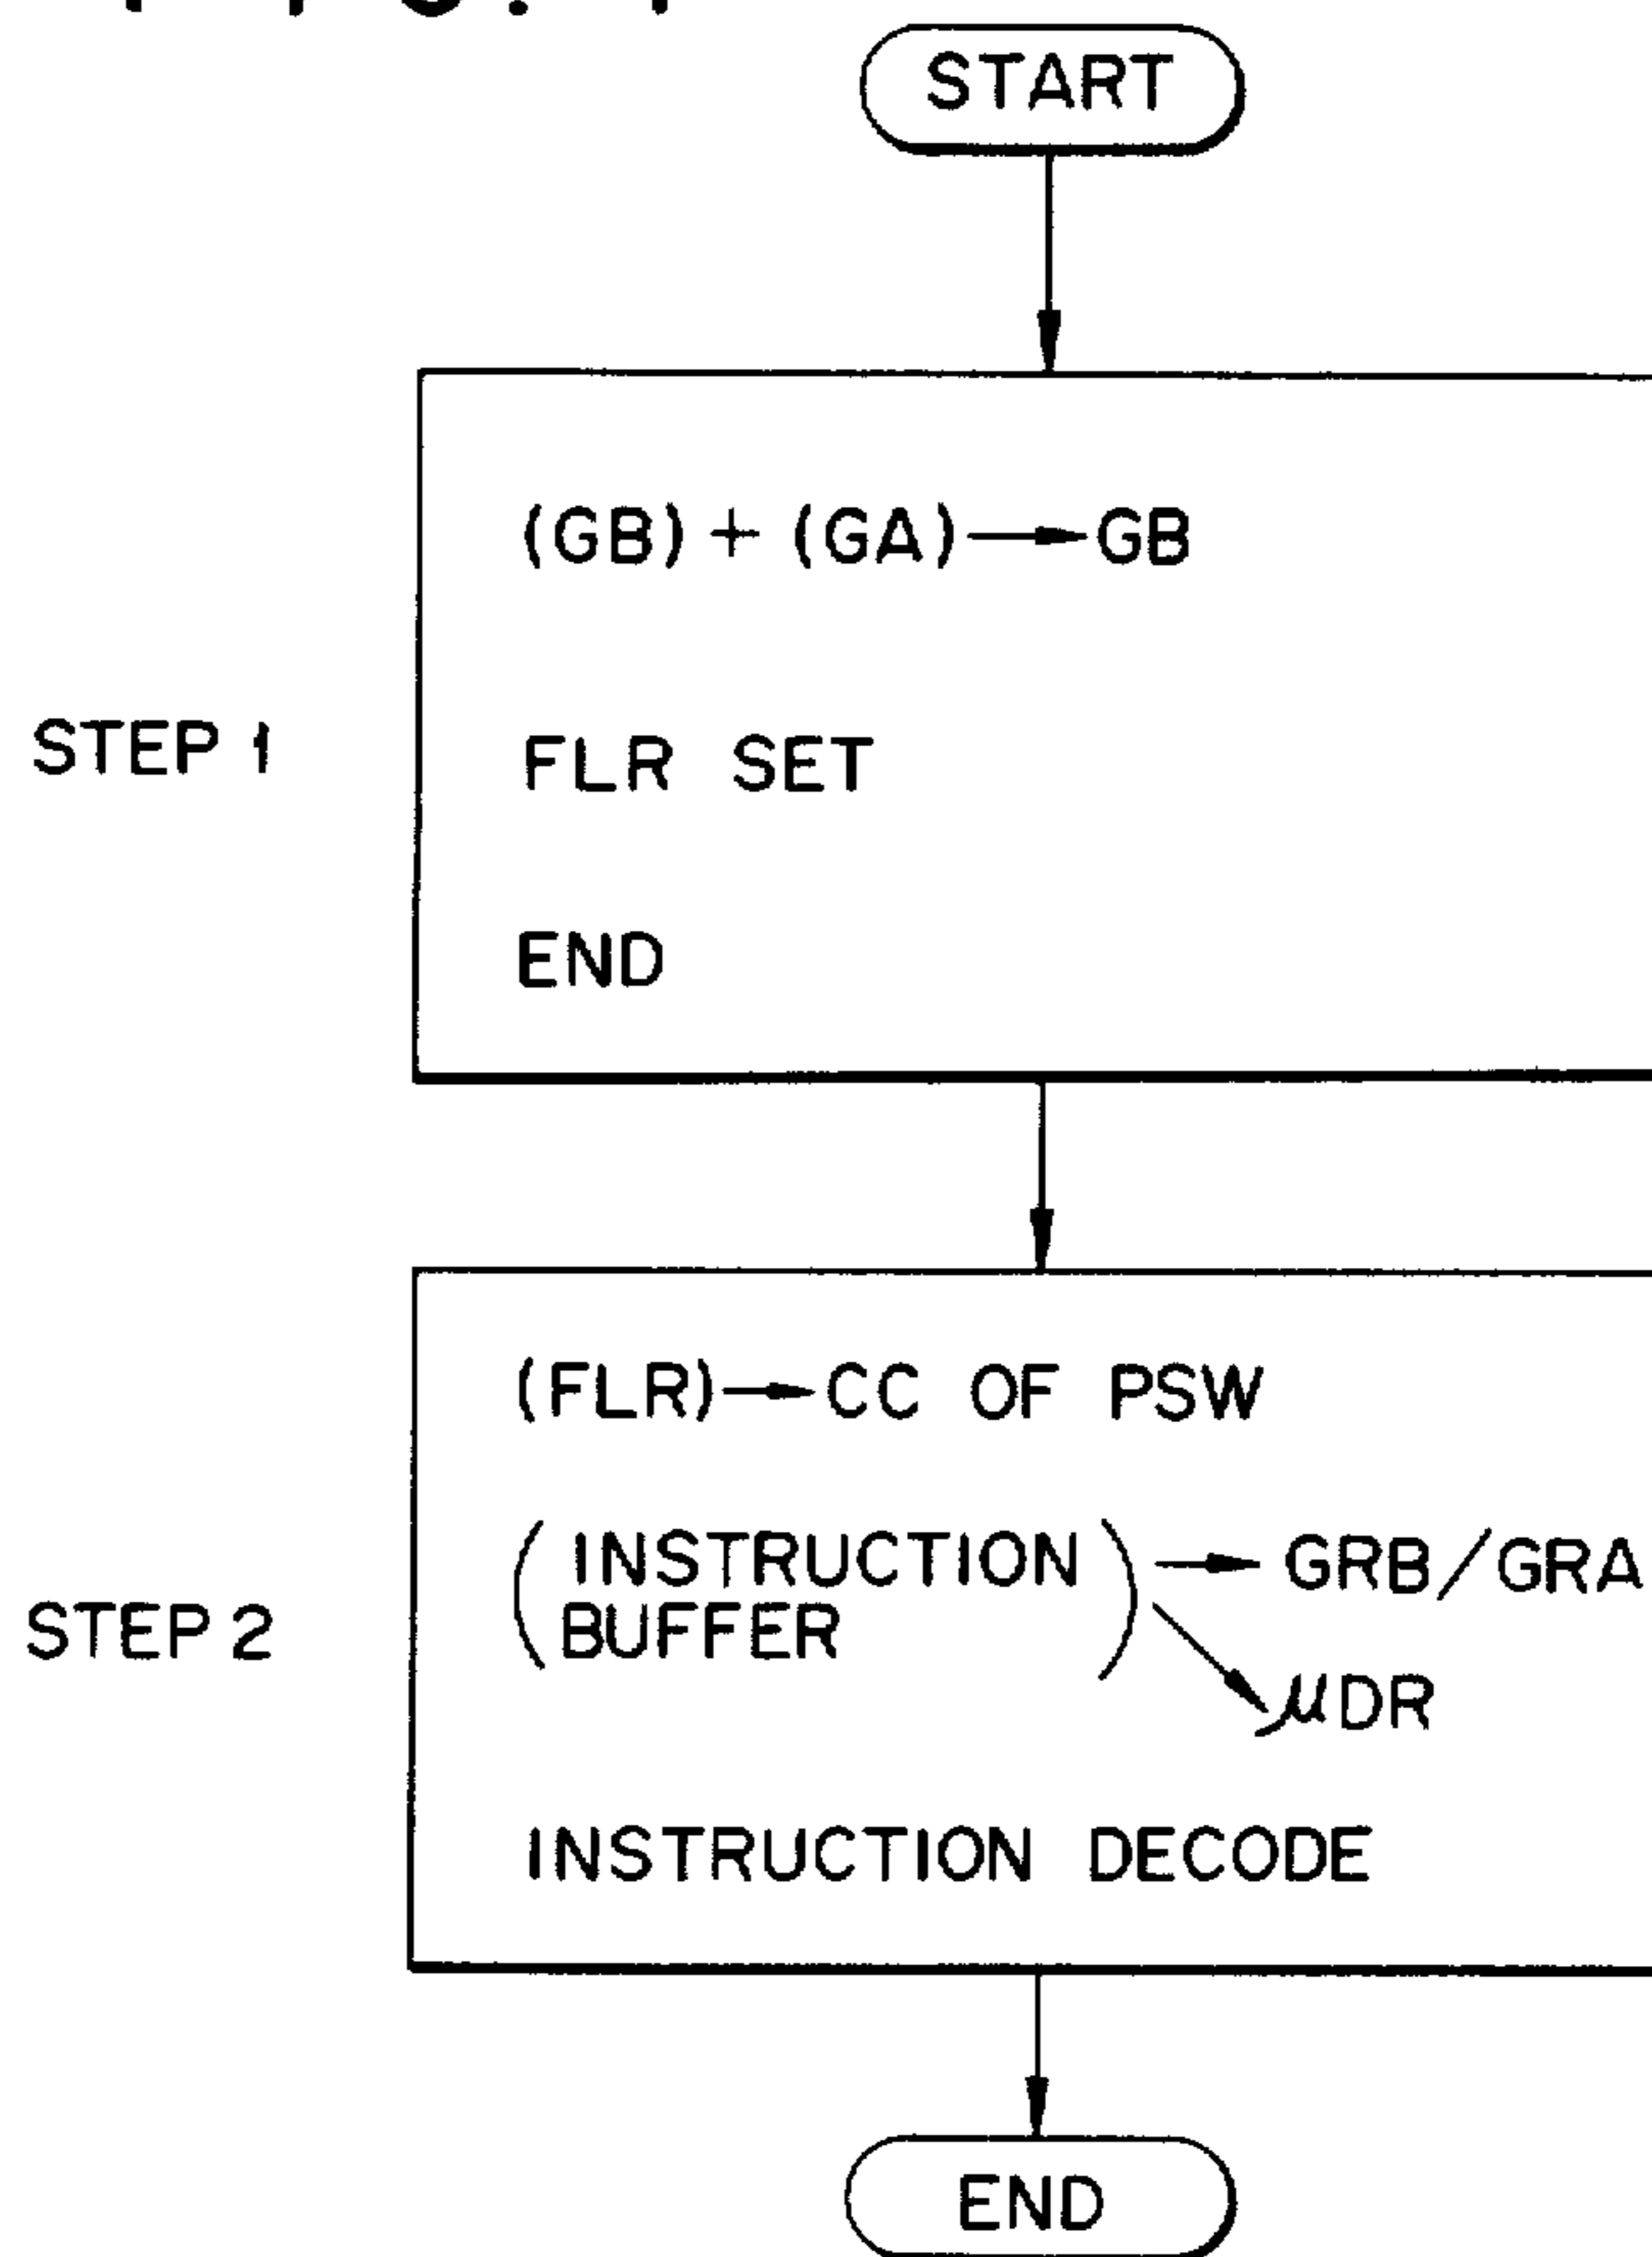 START
(GB) + (GA) → GB
STEP 1
FLR SET
END
(FLR) → CC OF PSW
(INSTRUCTION BUFFER) → GRB/GRA
STEP 2
→ μDR
INSTRUCTION DECODE
END